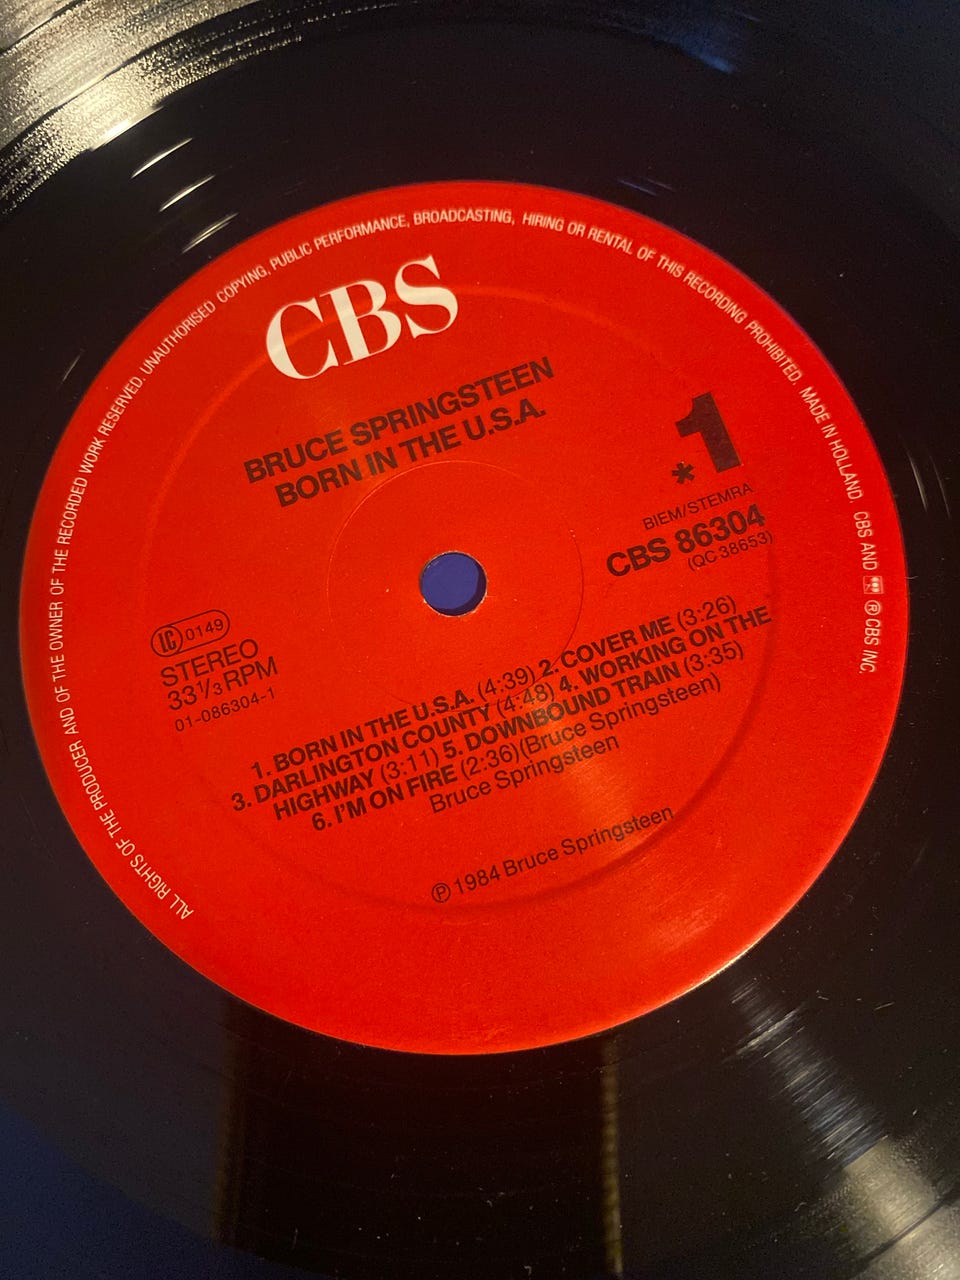 ALL RIGHTS OF THE PRODUCER AND OF THE OWNER OF THE RECORDED WORK RESERVED. UNAUTHORISED COPYING, PUBLIC PERFORMANCE, BROADCASTING, HIRING OR RENTAL OF THIS RECORDING PROHIBITED. MADE IN HOLLAND. CBS AND ® CBS INC.
CBS
BRUCE SPRINGSTEEN
BORN IN THE U.S.A.
*1
BIEM/STEMRA
CBS 86304
(QC 38653)
LC 0149
STEREO
33⅓ RPM
01-086304-1
1. BORN IN THE U.S.A. (4:39) 2. COVER ME (3:26)
3. DARLINGTON COUNTY (4:48) 4. WORKING ON THE
HIGHWAY (3:11) 5. DOWNBOUND TRAIN (3:35)
6. I'M ON FIRE (2:36)(Bruce Springsteen)
Bruce Springsteen
℗ 1984 Bruce Springsteen